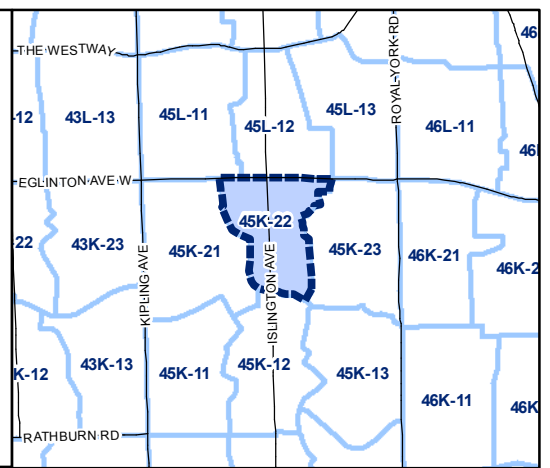 46
THE WESTWAY
ROYAL YORK RD
-12
43L-13
45L-11
45L-12
45L-13
46L-11
46
EGLINTON AVE W
22
43K-23
45K-21
45K-22
45K-23
46K-21
46K-2
KIPLING AVE
ISLINGTON AVE
K-12
43K-13
45K-11
45K-12
45K-13
46K-11
46K
RATHBURN RD